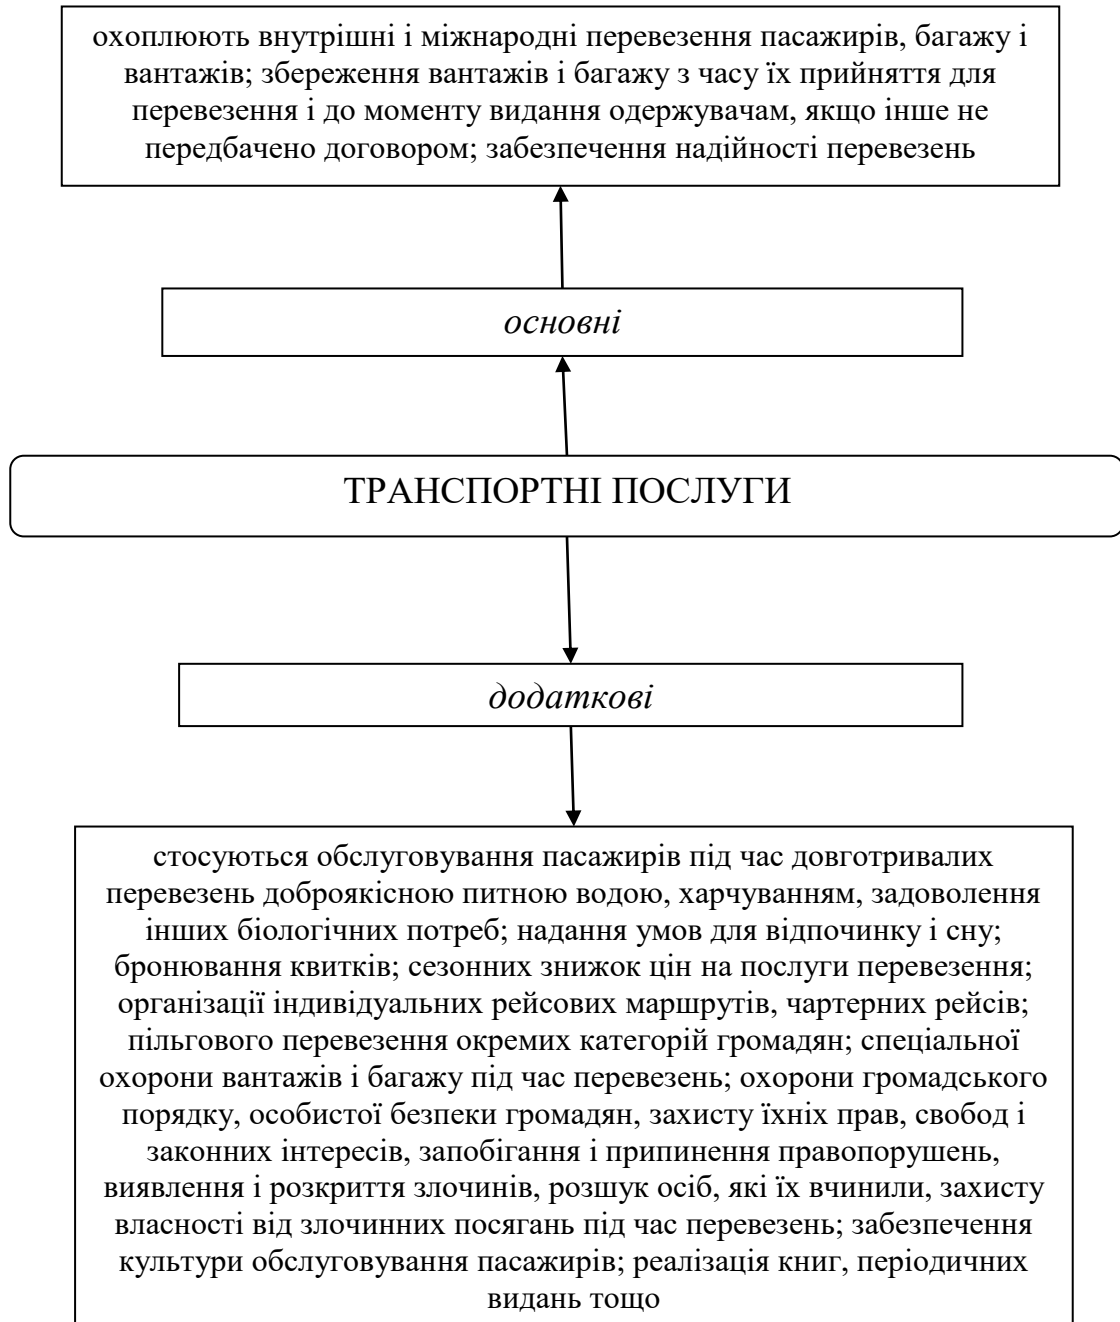 охоплюють внутрішні і міжнародні перевезення пасажирів, багажу і
вантажів; збереження вантажів і багажу з часу їх прийняття для
перевезення і до моменту видання одержувачам, якщо інше не
передбачено договором; забезпечення надійності перевезень
основні
ТРАНСПОРТНІ ПОСЛУГИ
додаткові
стосуються обслуговування пасажирів під час довготривалих
перевезень доброякісною питною водою, харчуванням, задоволення
інших біологічних потреб; надання умов для відпочинку і сну;
бронювання квитків; сезонних знижок цін на послуги перевезення;
організації індивідуальних рейсових маршрутів, чартерних рейсів;
пільгового перевезення окремих категорій громадян; спеціальної
охорони вантажів і багажу під час перевезень; охорони громадського
порядку, особистої безпеки громадян, захисту їхніх прав, свобод і
законних інтересів, запобігання і припинення правопорушень,
виявлення і розкриття злочинів, розшук осіб, які їх вчинили, захисту
власності від злочинних посягань під час перевезень; забезпечення
культури обслуговування пасажирів; реалізація книг, періодичних
видань тощо